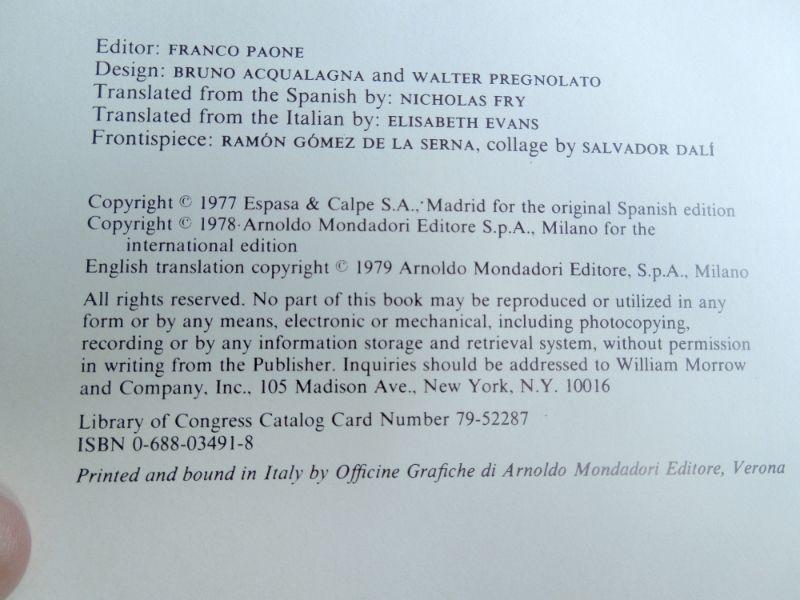 Editor: FRANCO PAONE
Design: BRUNO ACQUALAGNA and WALTER PREGNOLATO
Translated from the Spanish by: NICHOLAS FRY
Translated from the Italian by: ELISABETH EVANS
Frontispiece: RAMÓN GÓMEZ DE LA SERNA, collage by SALVADOR DALÍ
Copyright © 1977 Espasa & Calpe S.A., Madrid for the original Spanish edition
Copyright © 1978 Arnoldo Mondadori Editore S.p.A., Milano for the
international edition
English translation copyright © 1979 Arnoldo Mondadori Editore, S.p.A., Milano
All rights reserved. No part of this book may be reproduced or utilized in any
form or by any means, electronic or mechanical, including photocopying,
recording or by any information storage and retrieval system, without permission
in writing from the Publisher. Inquiries should be addressed to William Morrow
and Company, Inc., 105 Madison Ave., New York, N.Y. 10016
Library of Congress Catalog Card Number 79-52287
ISBN 0-688-03491-8
Printed and bound in Italy by Officine Grafiche di Arnoldo Mondadori Editore, Verona